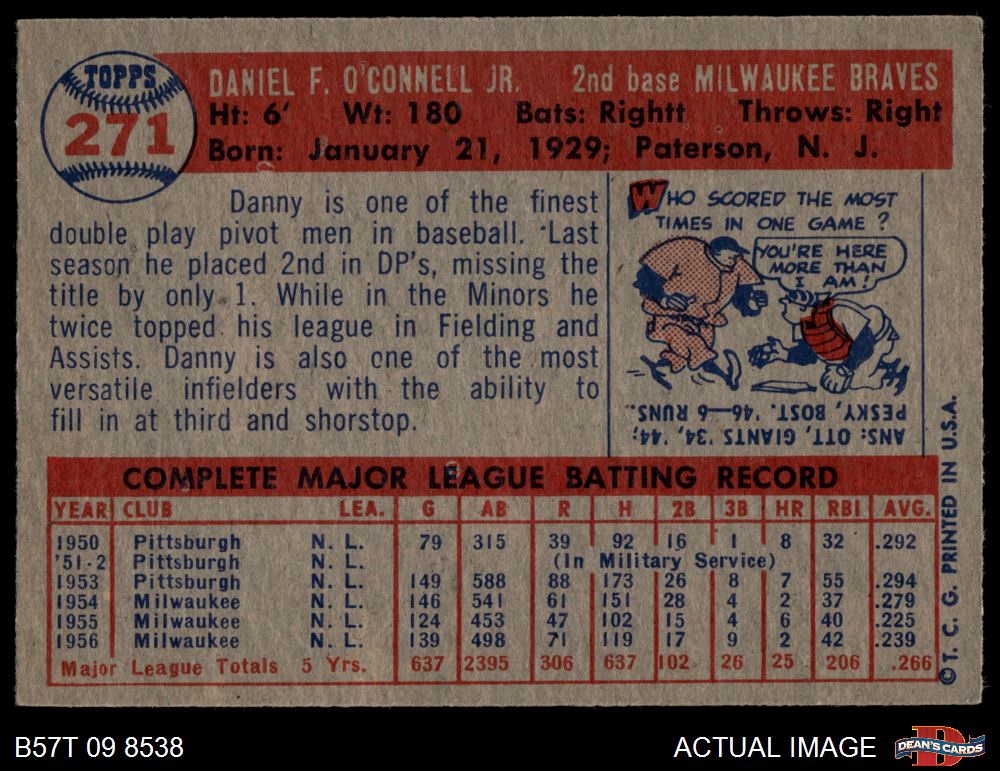 TOPPS
271
DANIEL F. O'CONNELL JR. 2nd base MILWAUKEE BRAVES
Ht: 6' Wt: 180 Bats: Rightt Throws: Right
Born: January 21, 1929; Paterson, N. J.
Danny is one of the finest
double play pivot men in baseball. Last
season he placed 2nd in DP's, missing the
title by only 1. While in the Minors he
twice topped his league in Fielding and
Assists. Danny is also one of the most
versatile infielders with the ability to
fill in at third and shorstop.
WHO SCORED THE MOST
TIMES IN ONE GAME?
YOU'RE HERE
MORE THAN
I AM!
ANS: OTT, GIANTS '34, '44;
PESKY, BOST. '46—6 RUNS.
COMPLETE MAJOR LEAGUE BATTING RECORD
YEAR CLUB LEA. G AB R H 2B 3B HR RBI AVG.
1950 Pittsburgh N. L. 79 315 39 92 16 1 8 32 .292
'51-2 Pittsburgh N. L. (In Military Service)
1953 Pittsburgh N. L. 149 588 88 173 26 8 7 55 .294
1954 Milwaukee N. L. 146 541 61 151 28 4 2 37 .279
1955 Milwaukee N. L. 124 453 47 102 15 4 6 40 .225
1956 Milwaukee N. L. 139 498 71 119 17 9 2 42 .239
Major League Totals 5 Yrs. 637 2395 306 637 102 26 25 206 .266
©T. C. G. PRINTED IN U.S.A.
B57T 09 8538
ACTUAL IMAGE
DEAN'S CARDS